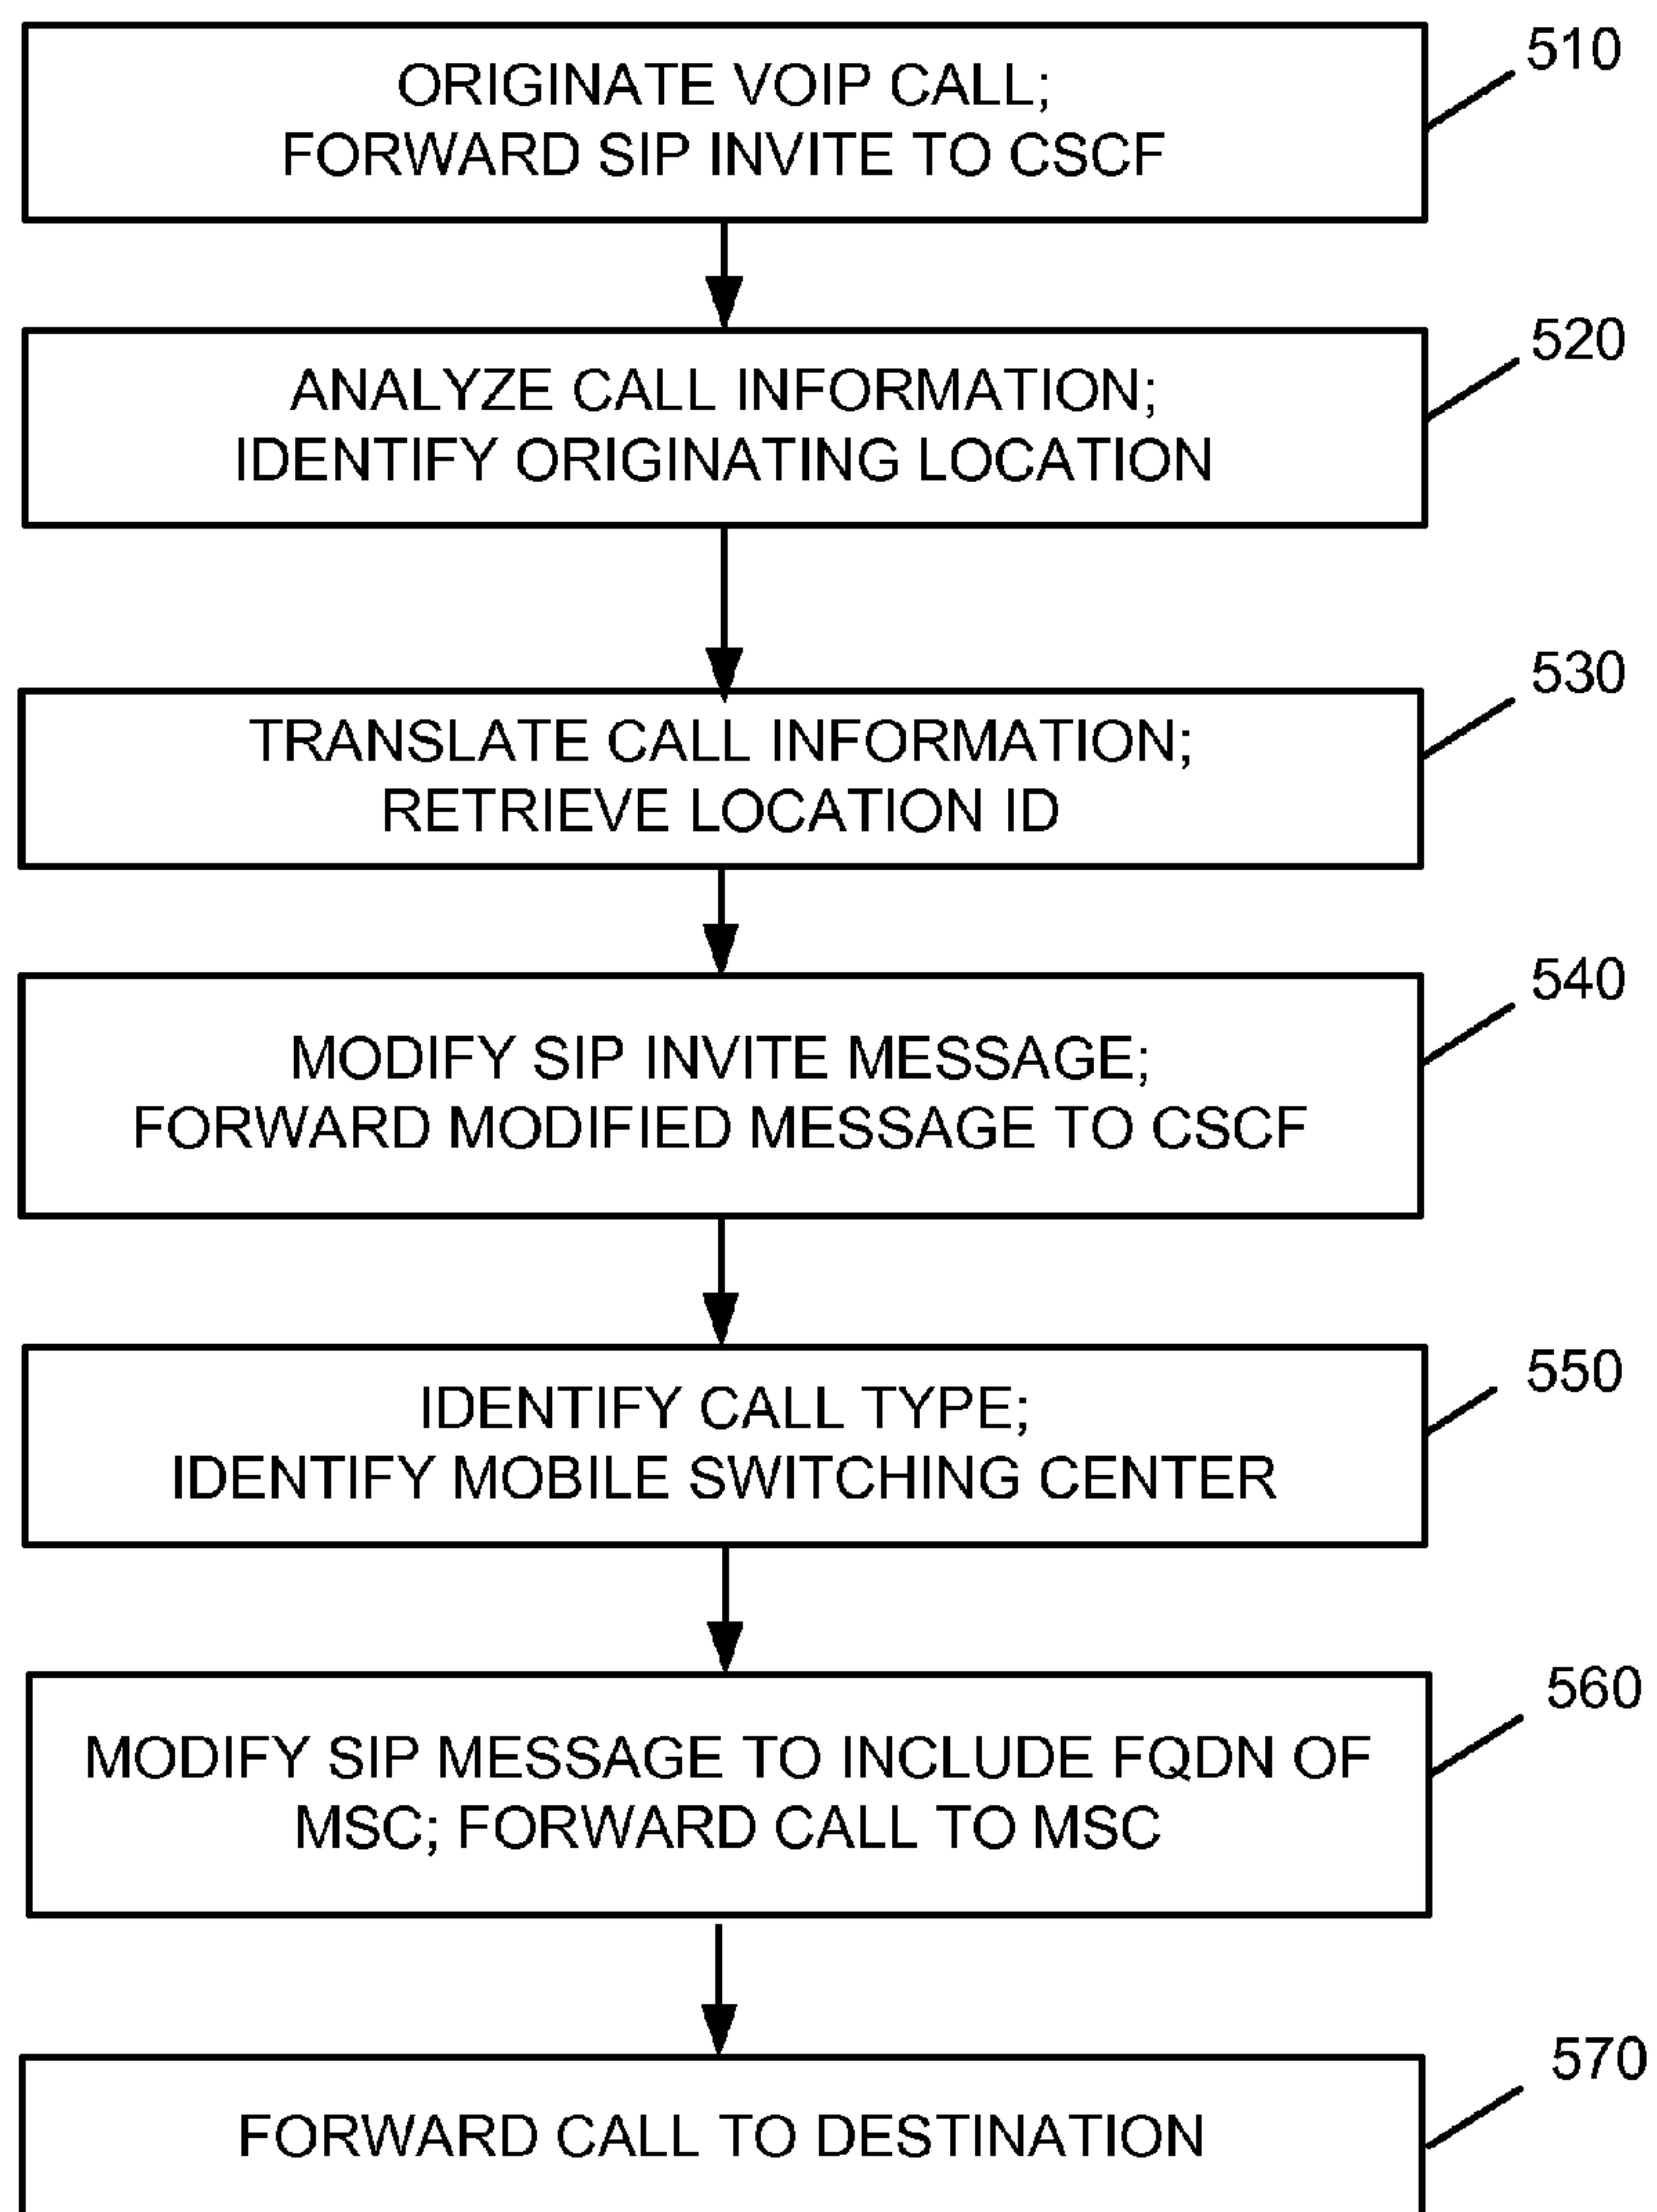 510
ORIGINATE VOIP CALL;
FORWARD SIP INVITE TO CSCF
520
ANALYZE CALL INFORMATION;
IDENTIFY ORIGINATING LOCATION
530
TRANSLATE CALL INFORMATION;
RETRIEVE LOCATION ID
540
MODIFY SIP INVITE MESSAGE;
FORWARD MODIFIED MESSAGE TO CSCF
550
IDENTIFY CALL TYPE;
IDENTIFY MOBILE SWITCHING CENTER
560
MODIFY SIP MESSAGE TO INCLUDE FQDN OF
MSC; FORWARD CALL TO MSC
570
FORWARD CALL TO DESTINATION